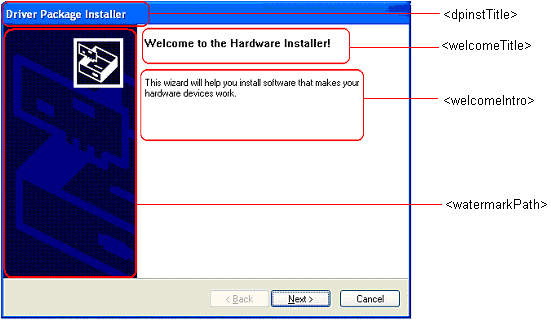 Driver Package Installer
<dpinstTitle>
Welcome to the Hardware Installer!
<welcomeTitle>
This wizard will help you install software that makes your
hardware devices work.
<welcomeIntro>
<watermarkPath>
< Back
Next >
Cancel